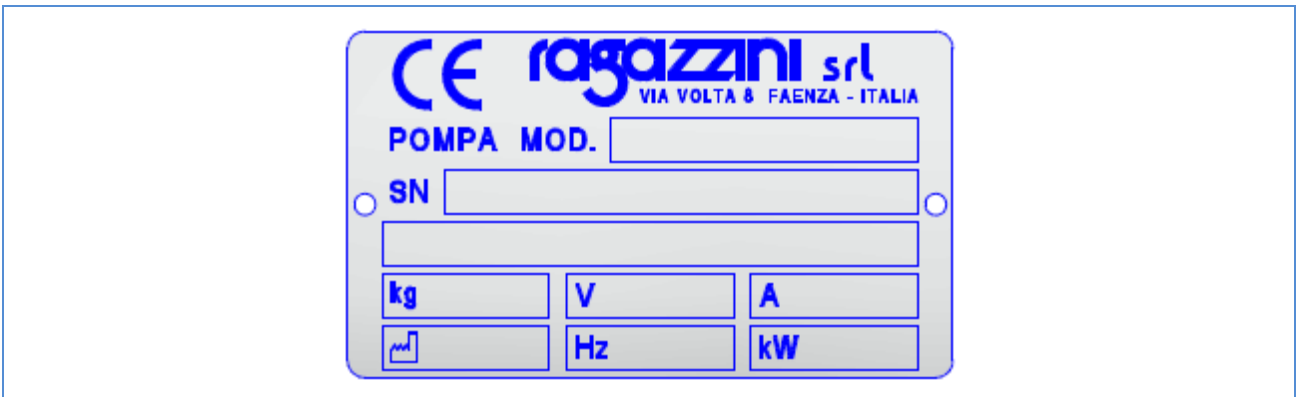 CE ragazzini srl
VIA VOLTA 8 FAENZA - ITALIA
POMPA MOD.
SN
kg V A
Hz kW